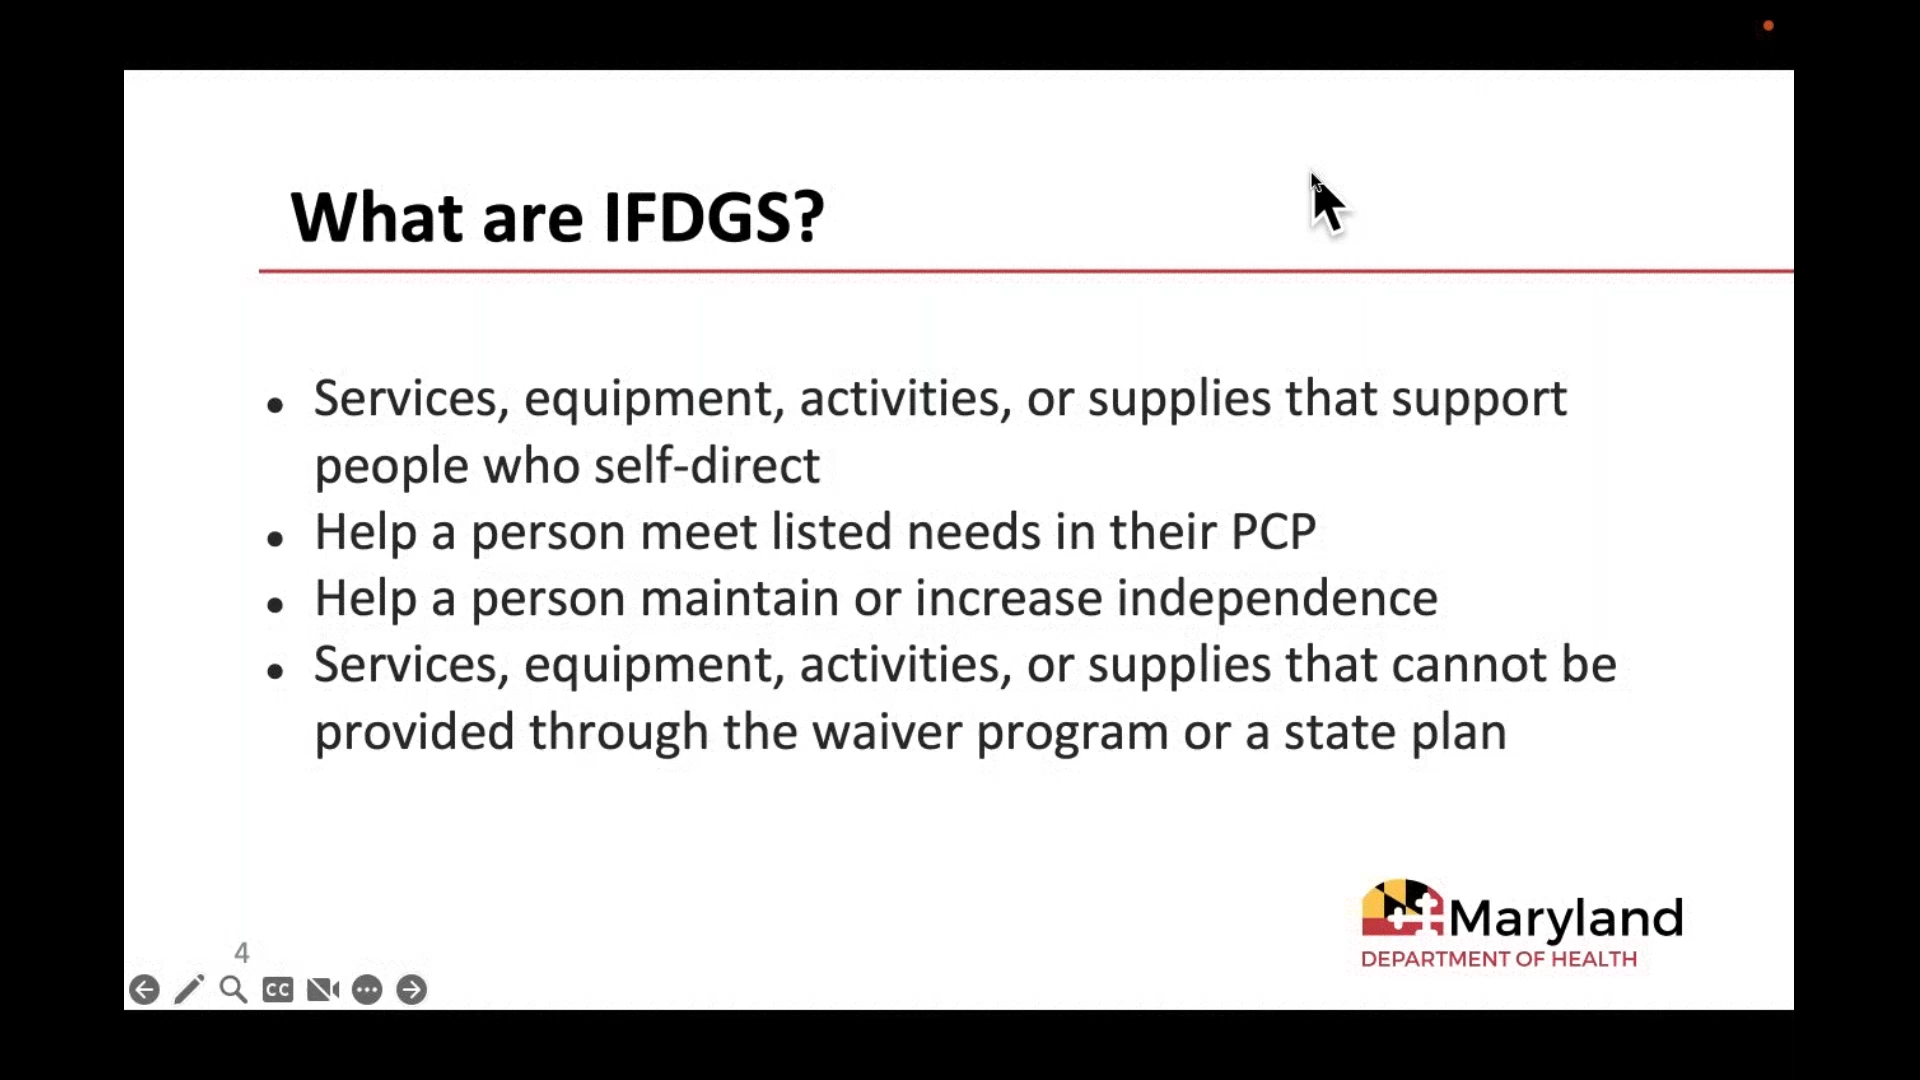 What are IFDGS?
• Services, equipment, activities, or supplies that support
people who self-direct
• Help a person meet listed needs in their PCP
• Help a person maintain or increase independence
• Services, equipment, activities, or supplies that cannot be
provided through the waiver program or a state plan
Maryland
DEPARTMENT OF HEALTH
4
CC